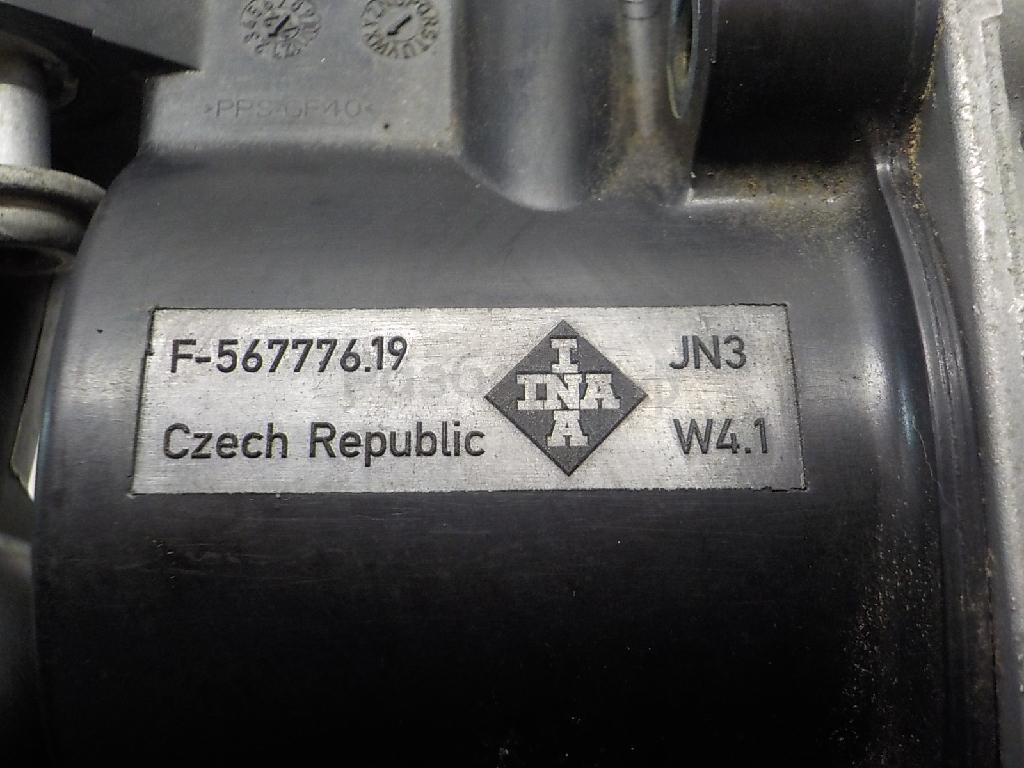 >PPS-GF40<
F-567776.19
INA
JN3
Czech Republic
W4.1